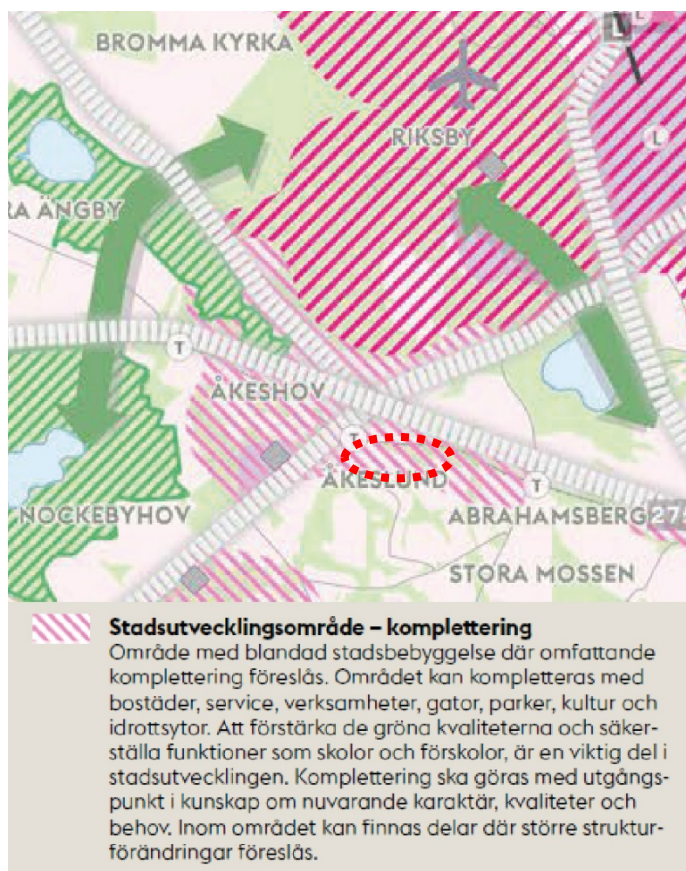 BROMMA KYRKA
L
L
RIKSBY
L
RA ÄNGBY
T
ÅKESHOV
T
ÅKESLUND
T
NOCKEBYHOV
ABRAHAMSBERG
275
STORA MOSSEN
Stadsutvecklingsområde – komplettering
Område med blandad stadsbebyggelse där omfattande
komplettering föreslås. Området kan kompletteras med
bostäder, service, verksamheter, gator, parker, kultur och
idrottsytor. Att förstärka de gröna kvaliteterna och säker-
ställa funktioner som skolor och förskolor, är en viktig del i
stadsutvecklingen. Komplettering ska göras med utgångs-
punkt i kunskap om nuvarande karaktär, kvaliteter och
behov. Inom området kan finnas delar där större struktur-
förändringar föreslås.